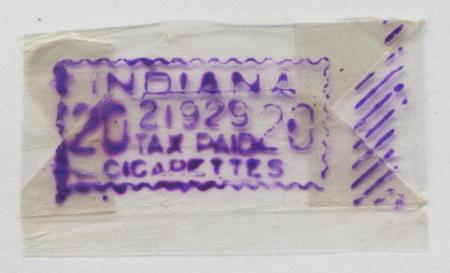 INDIANA
20 21929 20
TAX PAID
CIGARETTES